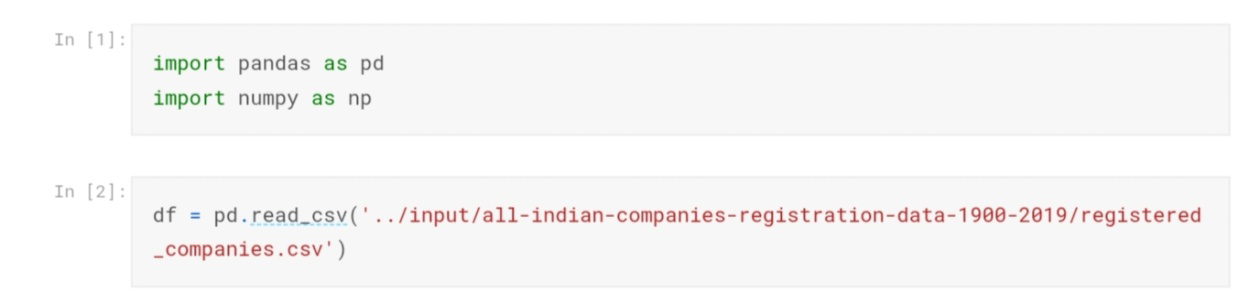 In [1]:
import pandas as pd
import numpy as np
In [2]:
df = pd.read_csv('../input/all-indian-companies-registration-data-1900-2019/registered
_companies.csv')